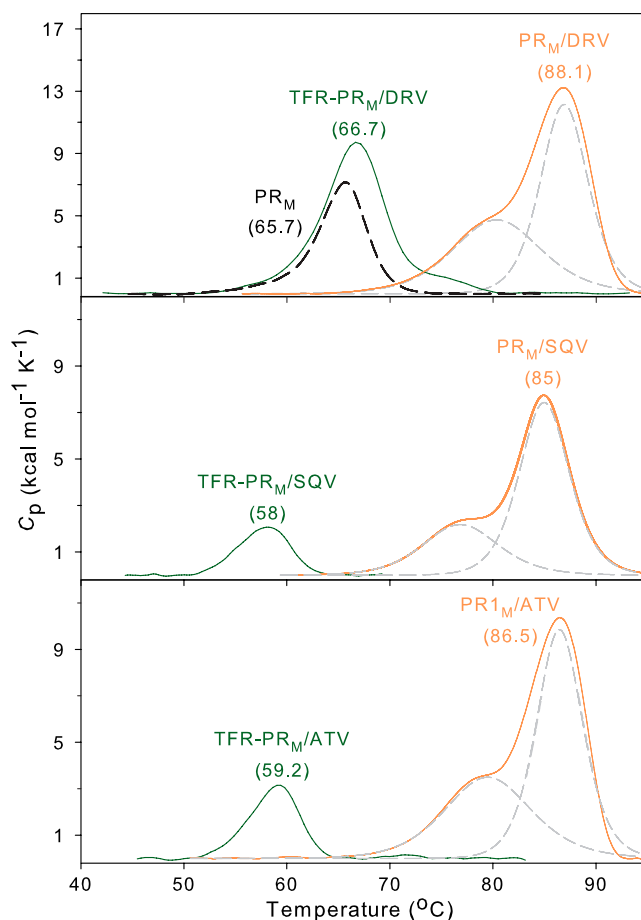 17
PR_M/DRV
(88.1)
13
TFR-PR_M/DRV
(66.7)
9
PR_M
(65.7)
5
1
9
PR_M/SQV
(85)
C_p (kcal mol⁻¹ K⁻¹)
5
TFR-PR_M/SQV
(58)
1
9
PR1_M/ATV
(86.5)
5
TFR-PR_M/ATV
(59.2)
1
40 50 60 70 80 90
Temperature (°C)